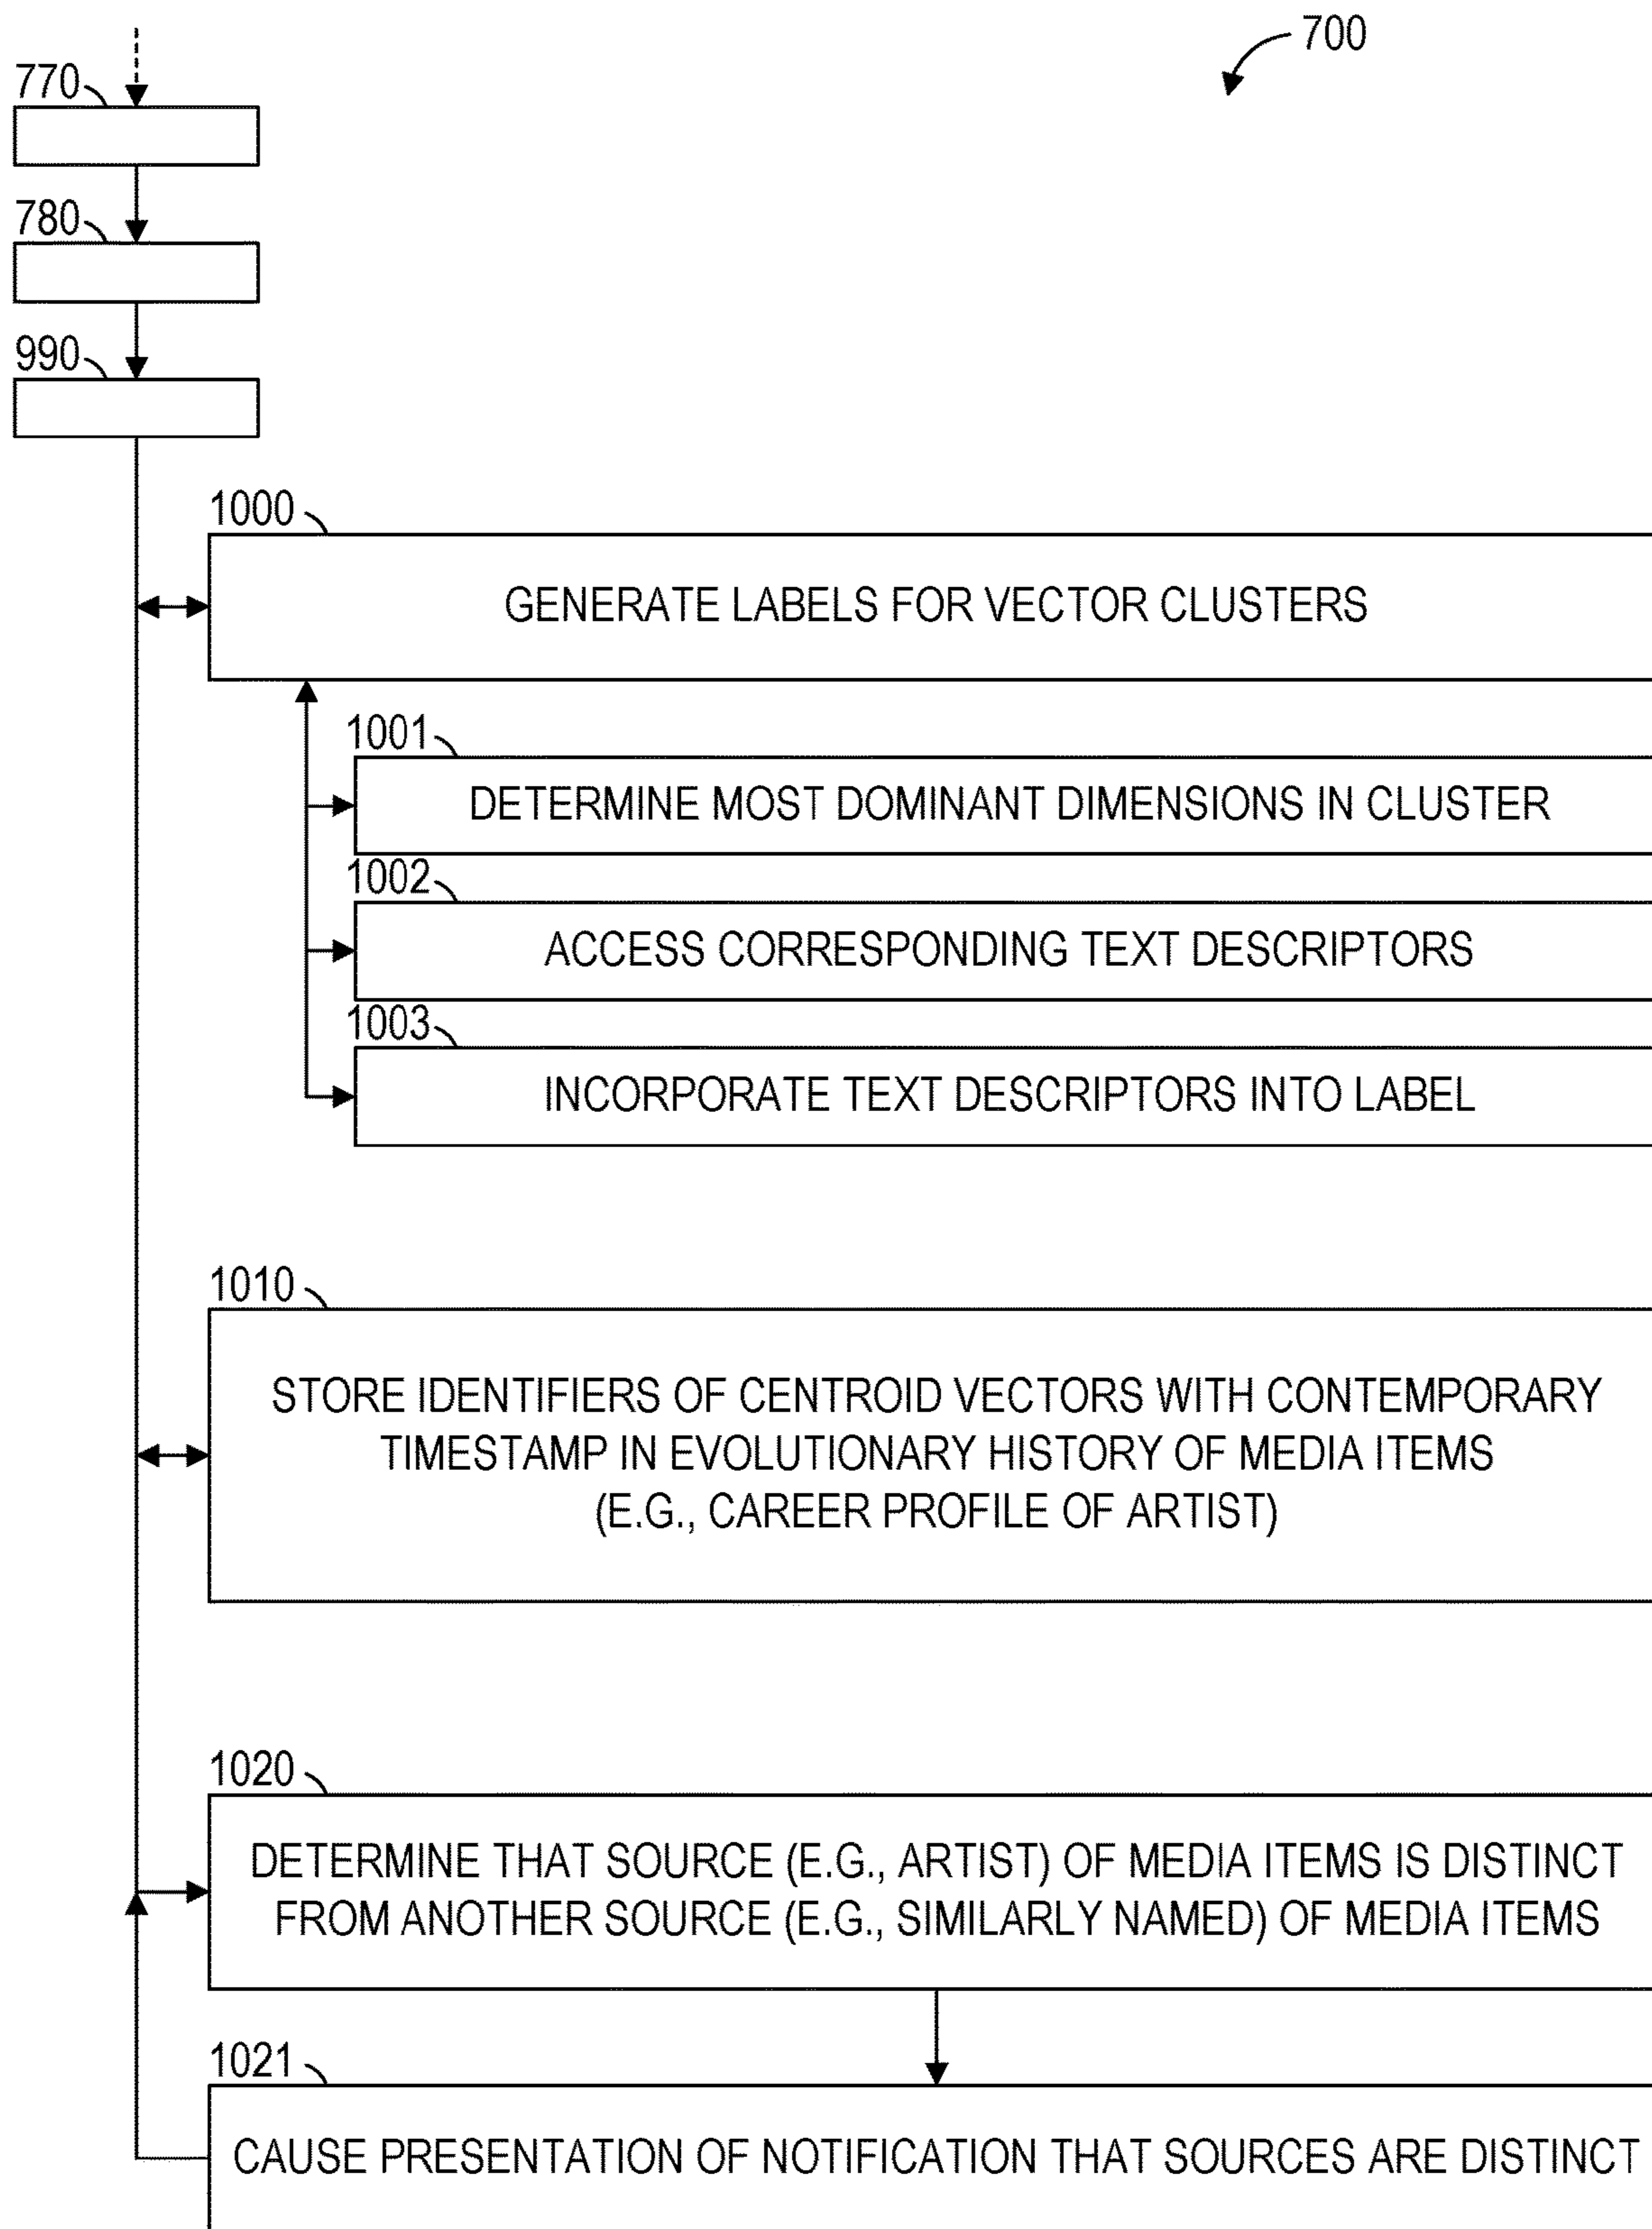 700
770
780
990
1000
GENERATE LABELS FOR VECTOR CLUSTERS
1001
DETERMINE MOST DOMINANT DIMENSIONS IN CLUSTER
1002
ACCESS CORRESPONDING TEXT DESCRIPTORS
1003
INCORPORATE TEXT DESCRIPTORS INTO LABEL
1010
STORE IDENTIFIERS OF CENTROID VECTORS WITH CONTEMPORARY
TIMESTAMP IN EVOLUTIONARY HISTORY OF MEDIA ITEMS
(E.G., CAREER PROFILE OF ARTIST)
1020
DETERMINE THAT SOURCE (E.G., ARTIST) OF MEDIA ITEMS IS DISTINCT
FROM ANOTHER SOURCE (E.G., SIMILARLY NAMED) OF MEDIA ITEMS
1021
CAUSE PRESENTATION OF NOTIFICATION THAT SOURCES ARE DISTINCT